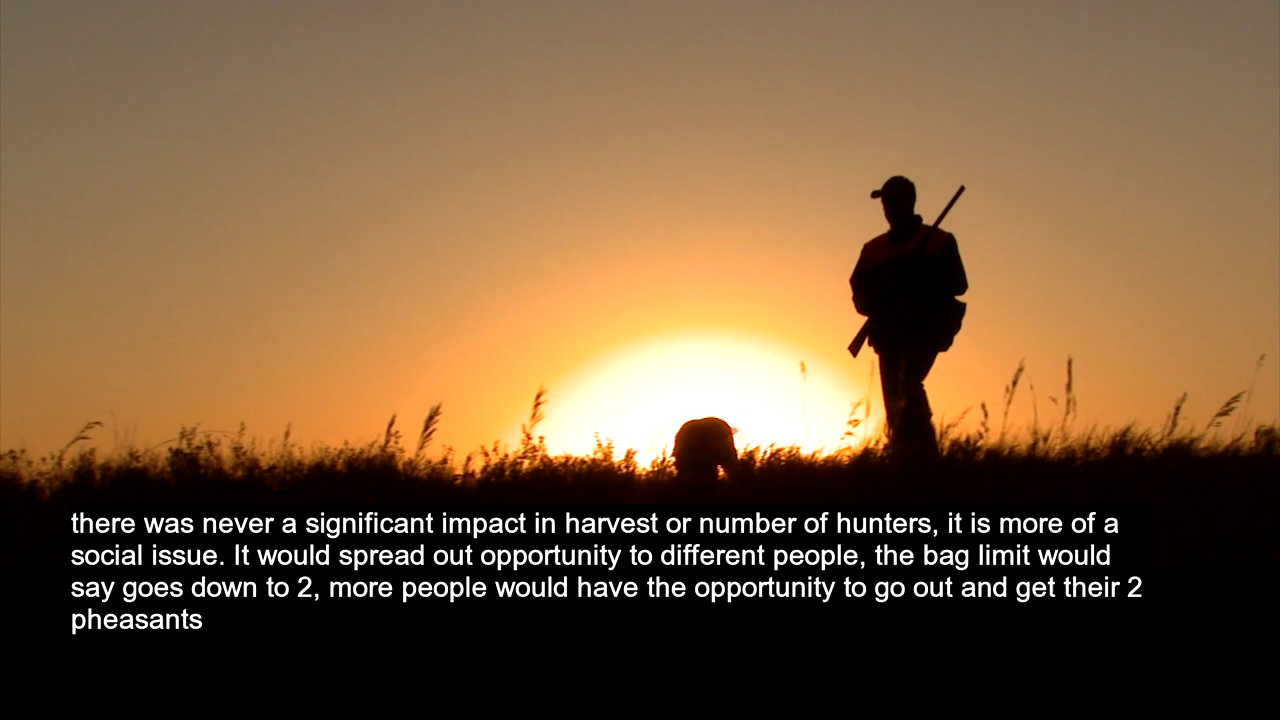 there was never a significant impact in harvest or number of hunters, it is more of a
social issue. It would spread out opportunity to different people, the bag limit would
say goes down to 2, more people would have the opportunity to go out and get their 2
pheasants